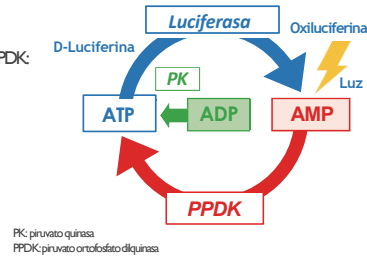 Luciferasa
Oxiluciferina
D-Luciferina
PDK:
PK
Luz
ATP
ADP
AMP
PPDK
PK: piruvato quinasa
PPDK: piruvato ortofosfato diquinasa